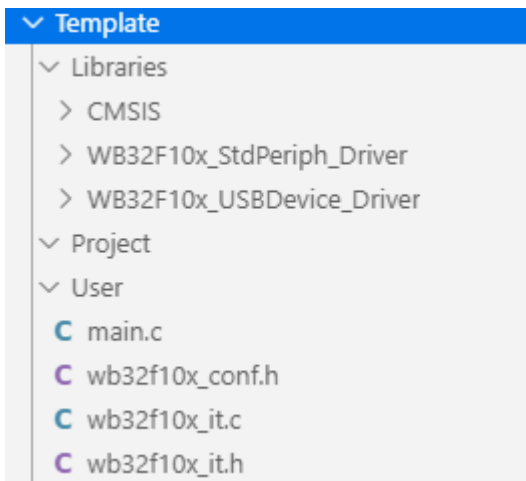 Template
Libraries
CMSIS
WB32F10x_StdPeriph_Driver
WB32F10x_USBDevice_Driver
Project
User
C main.c
C wb32f10x_conf.h
C wb32f10x_it.c
C wb32f10x_it.h